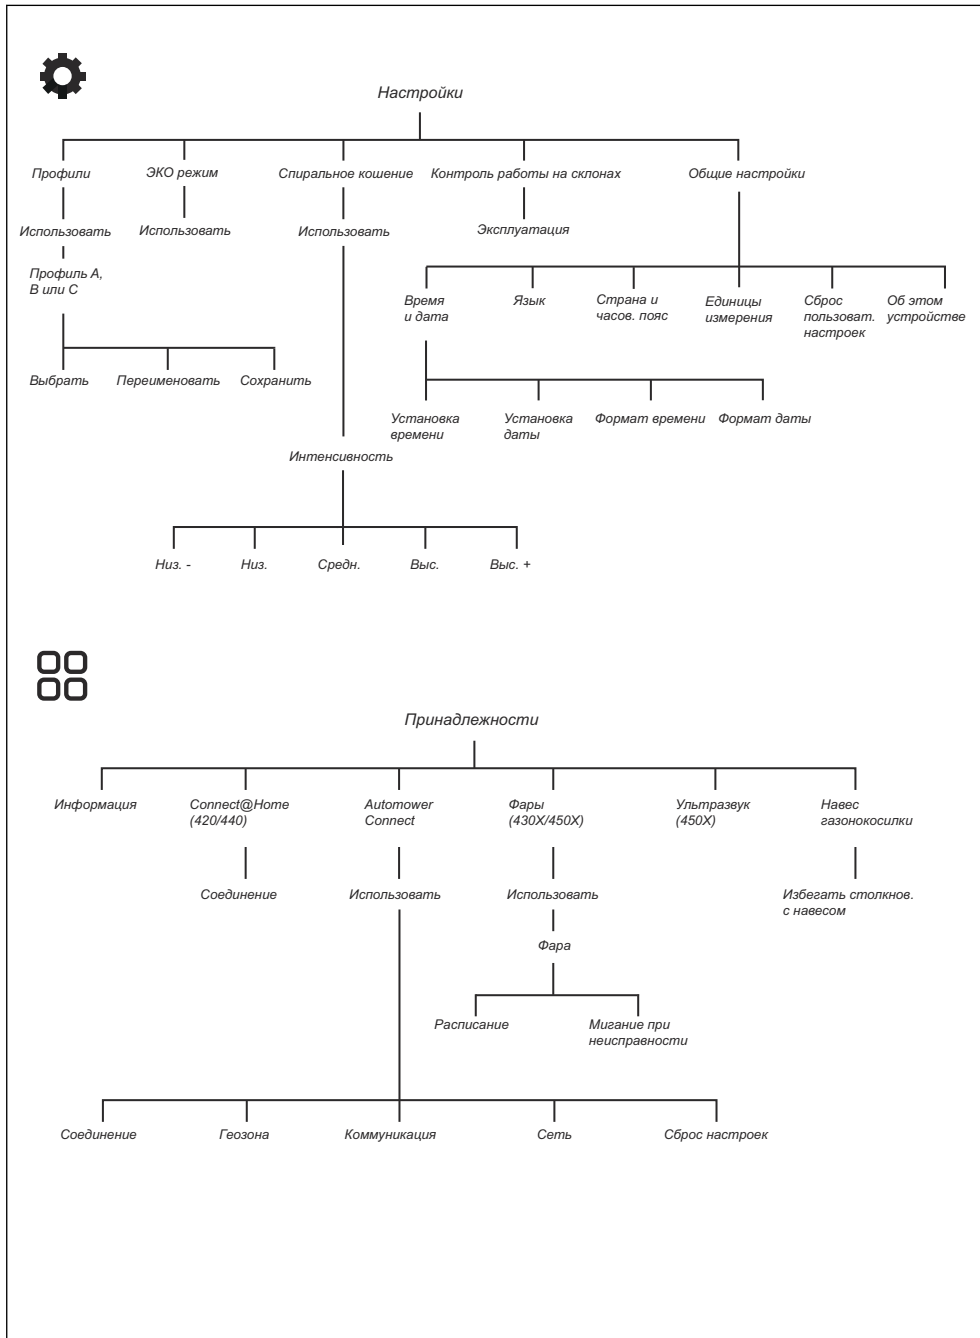 Настройки
Профили
ЭКО режим
Спиральное кошение
Контроль работы на склонах
Общие настройки
Использовать
Использовать
Использовать
Эксплуатация
Профиль A,
B или C
Время
и дата
Язык
Страна и
часов. пояс
Единицы
измерения
Сброс
пользоват.
настроек
Об этом
устройстве
Выбрать
Переименовать
Сохранить
Установка
времени
Установка
даты
Формат времени
Формат даты
Интенсивность
Низ. -
Низ.
Средн.
Выс.
Выс. +
Принадлежности
Информация
Connect@Home
(420/440)
Automower
Connect
Фары
(430X/450X)
Ультразвук
(450X)
Навес
газонокосилки
Соединение
Использовать
Использовать
Избегать столкнов.
с навесом
Фара
Расписание
Мигание при
неисправности
Соединение
Геозона
Коммуникация
Сеть
Сброс настроек